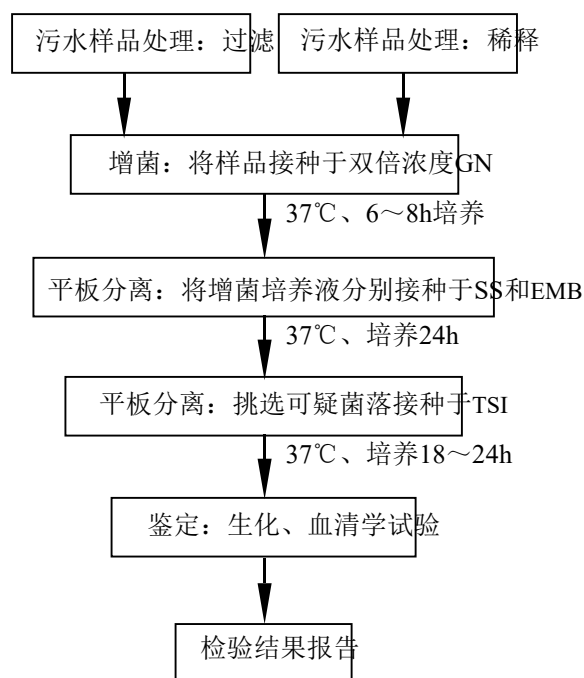 污水样品处理：过滤
污水样品处理：稀释
增菌：将样品接种于双倍浓度GN
37℃、6～8h培养
平板分离：将增菌培养液分别接种于SS和EMB
37℃、培养24h
平板分离：挑选可疑菌落接种于TSI
37℃、培养18～24h
鉴定：生化、血清学试验
检验结果报告